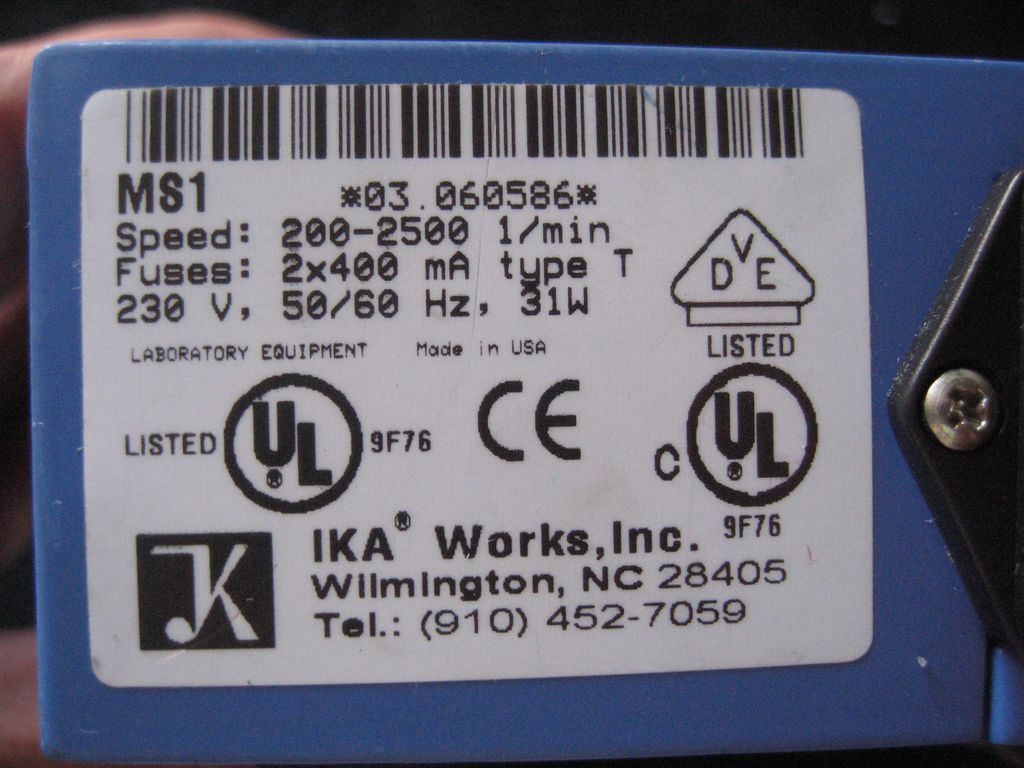 MS1 *03.060586*
Speed: 200-2500 1/min
Fuses: 2x400 mA type T
230 V, 50/60 Hz, 31W
DVE
LABORATORY EQUIPMENT Made in USA
LISTED
LISTED UL® 9F76
CE
C UL® 9F76
IKA® Works,Inc.
Wilmington, NC 28405
Tel.: (910) 452-7059